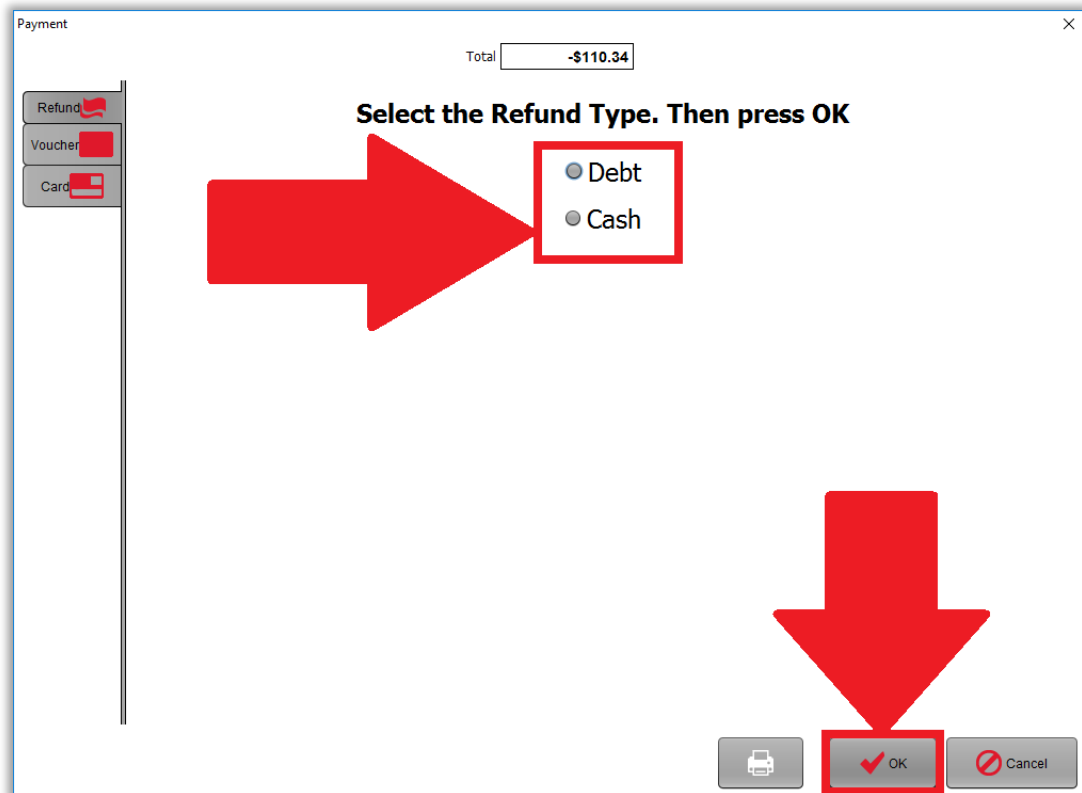 Payment
Total -$110.34
Refund
Voucher
Card
Select the Refund Type. Then press OK
Debt
Cash
OK
Cancel